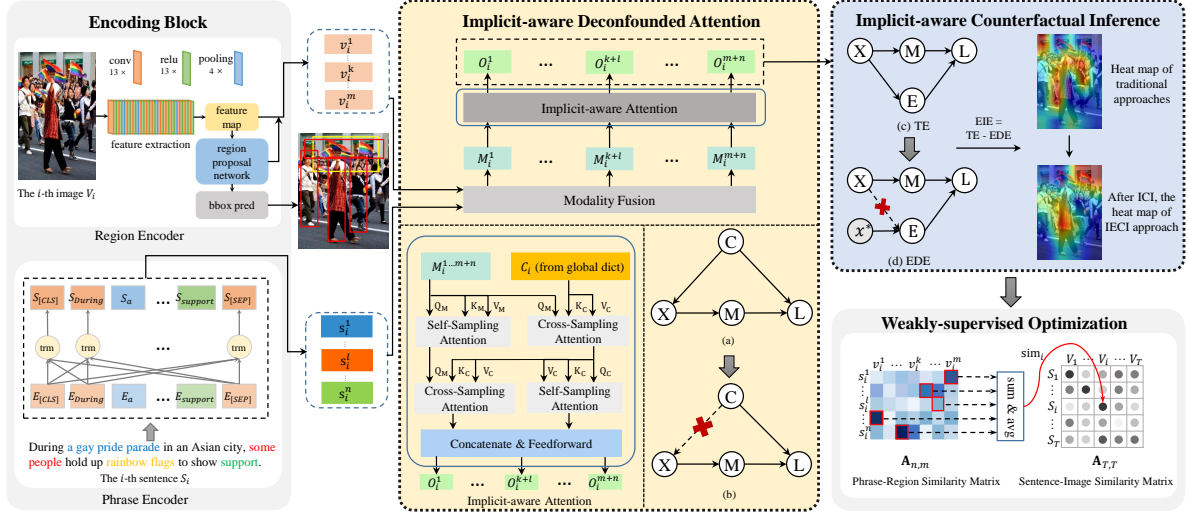 Encoding Block
conv
13 ×
relu
13 ×
pooling
4 ×
feature extraction
feature
map
region
proposal
network
bbox pred
The i-th image V_i
Region Encoder
v_i^1
v_i^k
v_i^m
S_[CLS] S_During S_a ... S_support S_[SEP]
trm trm ... trm
E_[CLS] E_During E_a ... E_support E_[SEP]
During a gay pride parade in an Asian city, some
people hold up rainbow flags to show support.
The i-th sentence S_i
Phrase Encoder
s_i^1
s_i^l
s_i^n
Implicit-aware Deconfounded Attention
O_i^1 ... O_i^{k+l} ... O_i^{m+n}
Implicit-aware Attention
M_i^1 ... M_i^{k+l} ... M_i^{m+n}
Modality Fusion
M_i^{1...m+n}
C_i (from global dict)
Q_M K_M V_M Q_M K_C V_C
Self-Sampling
Attention
Cross-Sampling
Attention
Q_M K_C V_C K_C V_C Q_C
Cross-Sampling
Attention
Self-Sampling
Attention
Concatenate & Feedforward
O_i^1 ... O_i^{k+l} ... O_i^{m+n}
Implicit-aware Attention
C
X M L
(a)
C
X M L
(b)
Implicit-aware Counterfactual Inference
X M L
E
(c) TE
EIE =
TE - EDE
X M L
x* E
(d) EDE
Heat map of
traditional
approaches
After ICI, the
heat map of
IECI approach
Weakly-supervised Optimization
v_i^1 ... v_i^k ... v_i^m
s_i^1
s_i^l
s_i^n
sum & avg
sim_i
V_1 ... V_i ... V_T
S_1
S_i
S_T
A_{n,m}
Phrase-Region Similarity Matrix
A_{T,T}
Sentence-Image Similarity Matrix